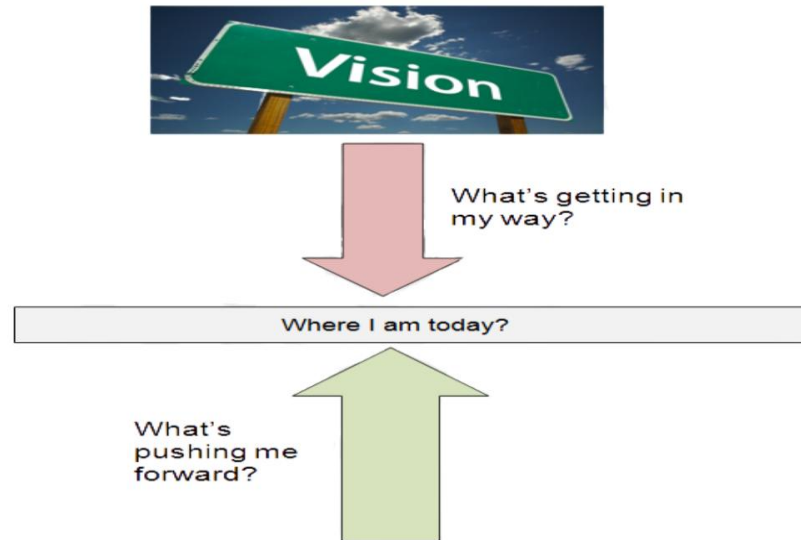 Vision
What's getting in
my way?
Where I am today?
What's
pushing me
forward?